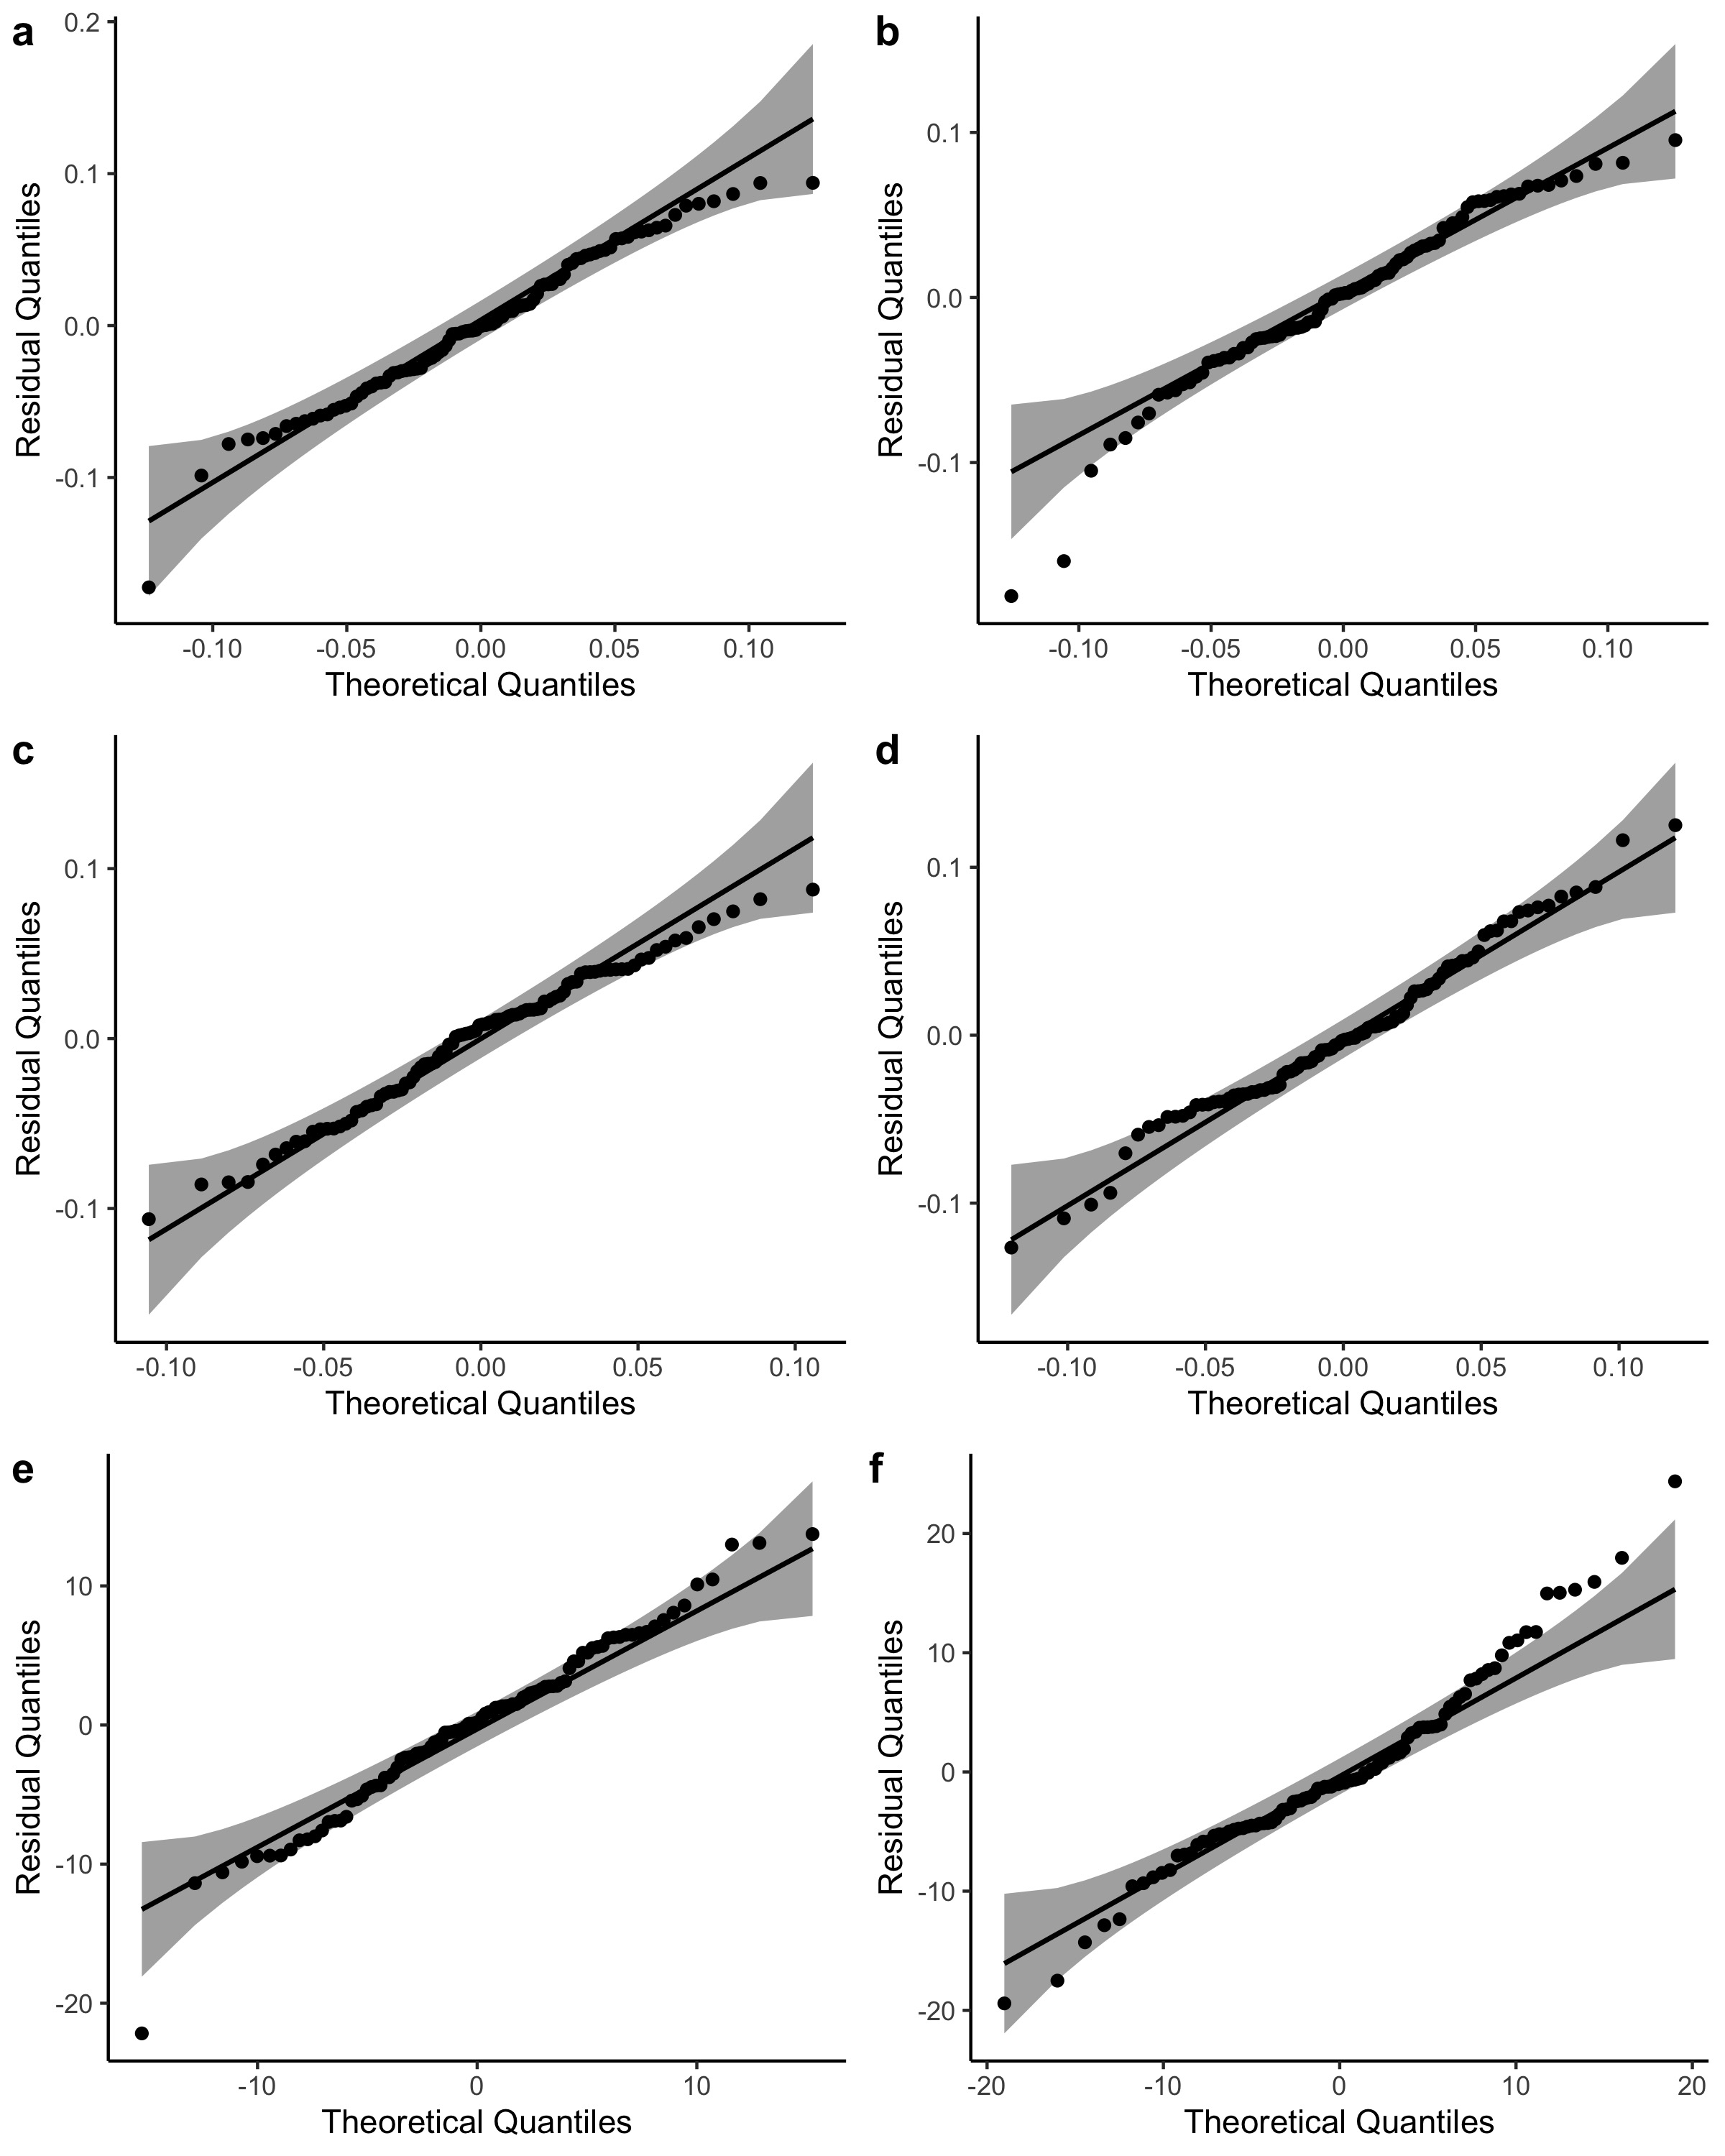 a
0.2
0.1
0.0
-0.1
Residual Quantiles
-0.10 -0.05 0.00 0.05 0.10
Theoretical Quantiles
b
0.1
0.0
-0.1
Residual Quantiles
-0.10 -0.05 0.00 0.05 0.10
Theoretical Quantiles
c
0.1
0.0
-0.1
Residual Quantiles
-0.10 -0.05 0.00 0.05 0.10
Theoretical Quantiles
d
0.1
0.0
-0.1
Residual Quantiles
-0.10 -0.05 0.00 0.05 0.10
Theoretical Quantiles
e
10
0
-10
-20
Residual Quantiles
-10 0 10
Theoretical Quantiles
f
20
10
0
-10
-20
Residual Quantiles
-20 -10 0 10 20
Theoretical Quantiles